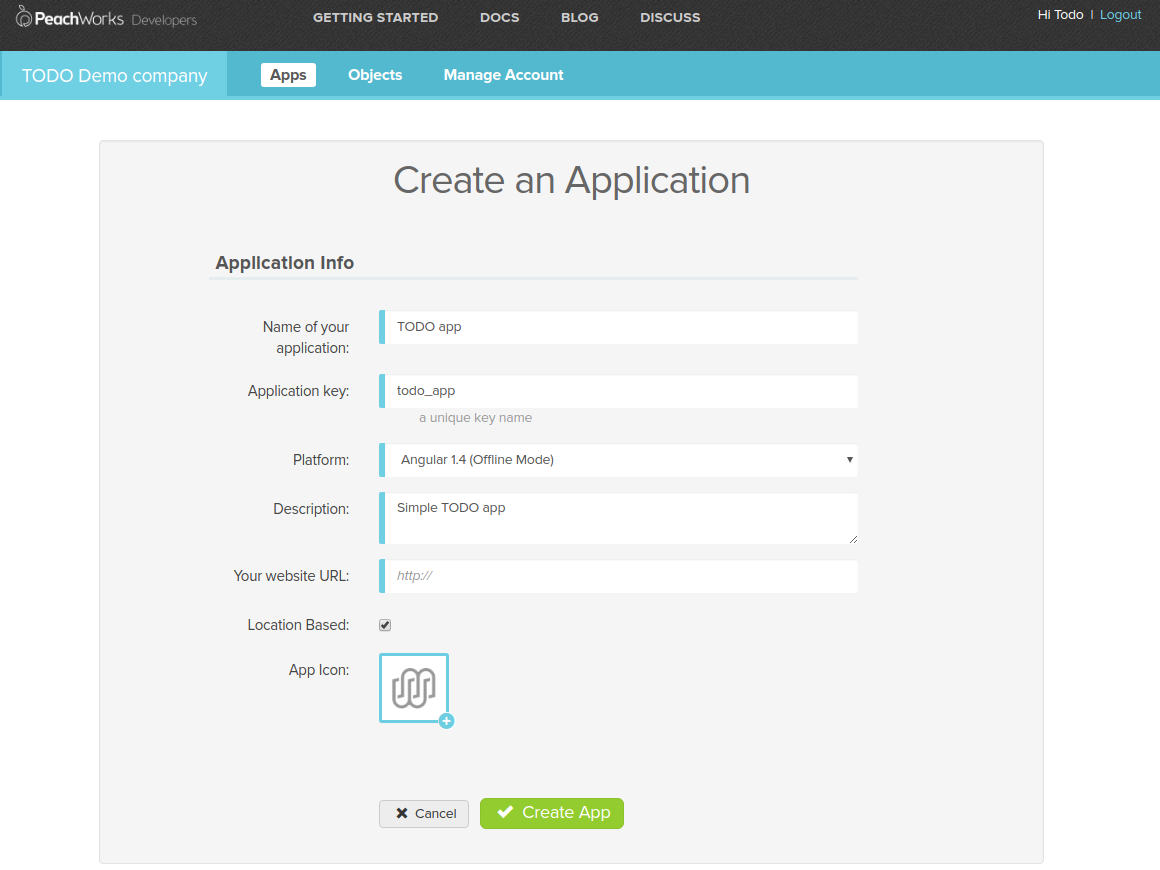 PeachWorks Developers
GETTING STARTED DOCS BLOG DISCUSS
Hi Todo | Logout
TODO Demo company
Apps Objects Manage Account
Create an Application
Application Info
Name of your
application:
TODO app
Application key:
todo_app
a unique key name
Platform:
Angular 1.4 (Offline Mode)
Description:
Simple TODO app
Your website URL:
http://
Location Based:
App Icon:
Cancel
Create App